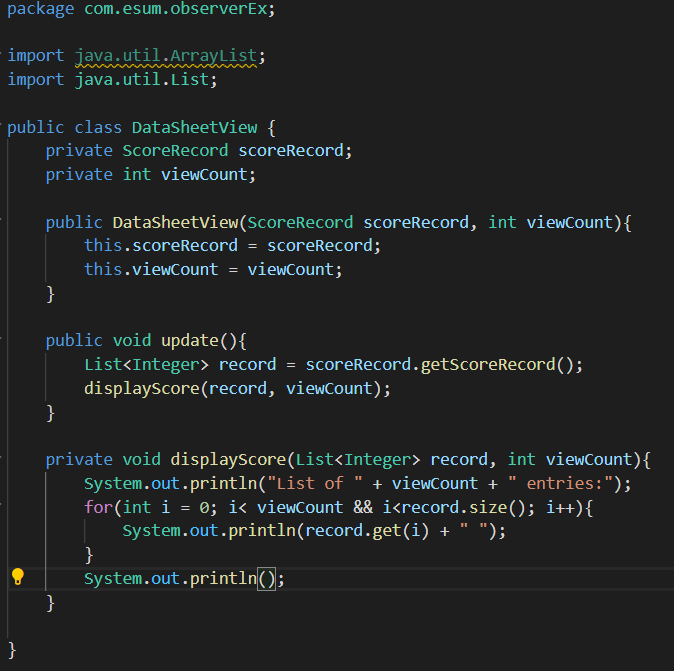 package com.esum.observerEx;
import java.util.ArrayList;
import java.util.List;
public class DataSheetView {
    private ScoreRecord scoreRecord;
    private int viewCount;
    public DataSheetView(ScoreRecord scoreRecord, int viewCount){
        this.scoreRecord = scoreRecord;
        this.viewCount = viewCount;
    }
    public void update(){
        List<Integer> record = scoreRecord.getScoreRecord();
        displayScore(record, viewCount);
    }
    private void displayScore(List<Integer> record, int viewCount){
        System.out.println("List of " + viewCount + " entries:");
        for(int i = 0; i< viewCount && i<record.size(); i++){
            System.out.println(record.get(i) + " ");
        }
        System.out.println();
    }
}